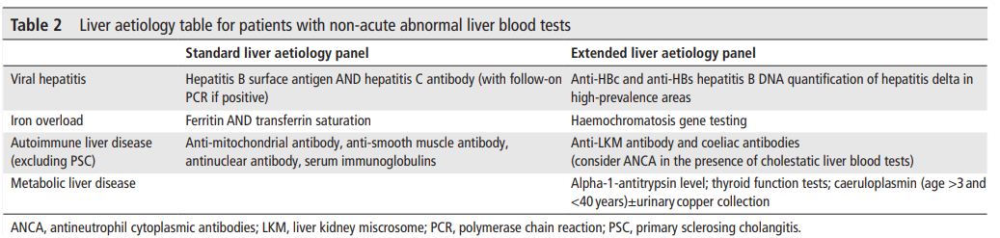 Table 2 Liver aetiology table for patients with non-acute abnormal liver blood tests
Standard liver aetiology panel Extended liver aetiology panel
Viral hepatitis Hepatitis B surface antigen AND hepatitis C antibody (with follow-on Anti-HBc and anti-HBs hepatitis B DNA quantification of hepatitis delta in
PCR if positive) high-prevalence areas
Iron overload Ferritin AND transferrin saturation Haemochromatosis gene testing
Autoimmune liver disease Anti-mitochondrial antibody, anti-smooth muscle antibody, Anti-LKM antibody and coeliac antibodies
(excluding PSC) antinuclear antibody, serum immunoglobulins (consider ANCA in the presence of cholestatic liver blood tests)
Metabolic liver disease Alpha-1-antitrypsin level; thyroid function tests; caeruloplasmin (age >3 and
<40 years)±urinary copper collection
ANCA, antineutrophil cytoplasmic antibodies; LKM, liver kidney miscrosome; PCR, polymerase chain reaction; PSC, primary sclerosing cholangitis.